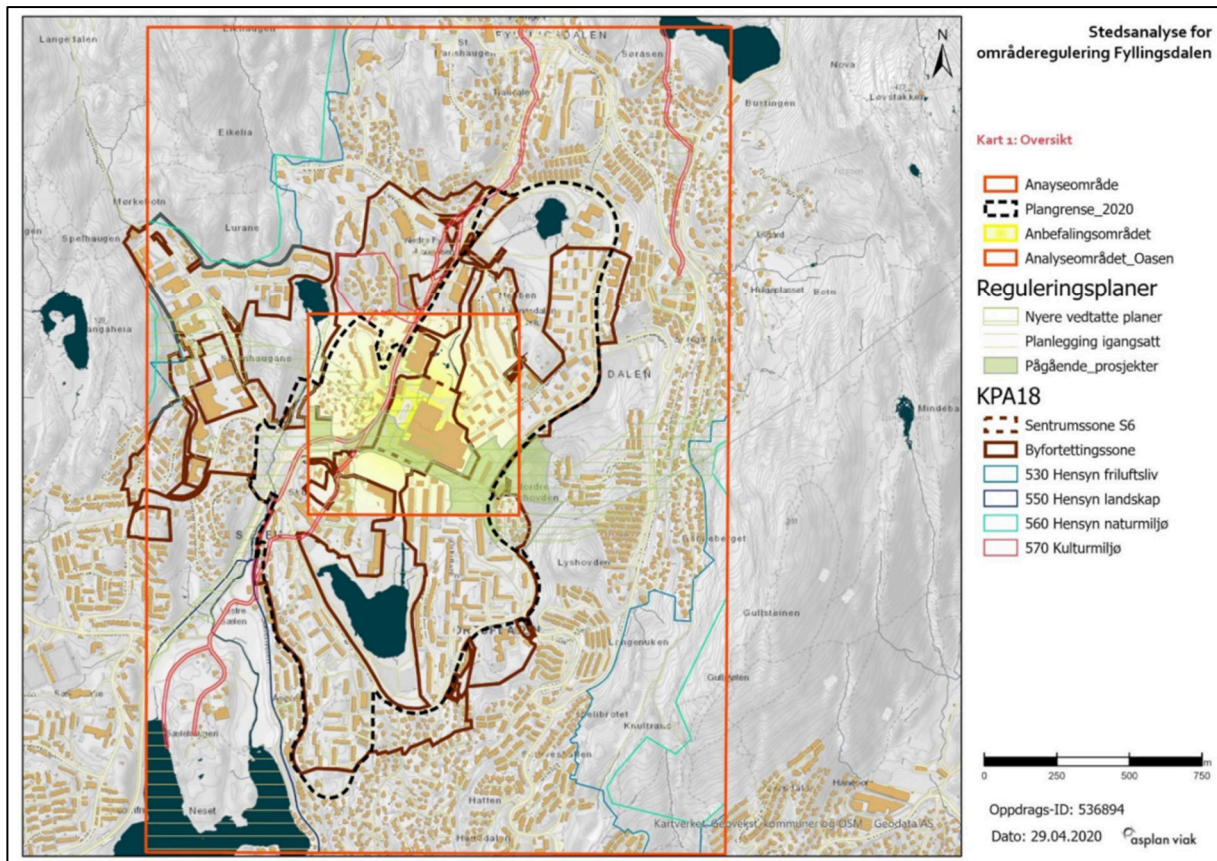 Stedsanalyse for
områderegulering Fyllingsdalen
N
Kart 1: Oversikt
Anayseområde
Plangrense_2020
Anbefalingsområdet
Analyseområdet_Oasen
Reguleringsplaner
Nyere vedtatte planer
Planlegging igangsatt
Pågående_prosjekter
KPA18
Sentrumssone S6
Byfortettingssone
530 Hensyn friluftsliv
550 Hensyn landskap
560 Hensyn naturmiljø
570 Kulturmiljø
0 250 500 750
m
Oppdrags-ID: 536894
Dato: 29.04.2020
asplan viak
Langedalen
Søråsen
Nova
Løvstakken
Bustingen
Eikelia
Mørkebotn
Spelhaugen
Lurane
DALEN
Lyshovden
Gullsteinen
Langenuken
Knultrane
Hatten
Neset
Kartverket, Geovekst, kommuner og OSM Geodata AS